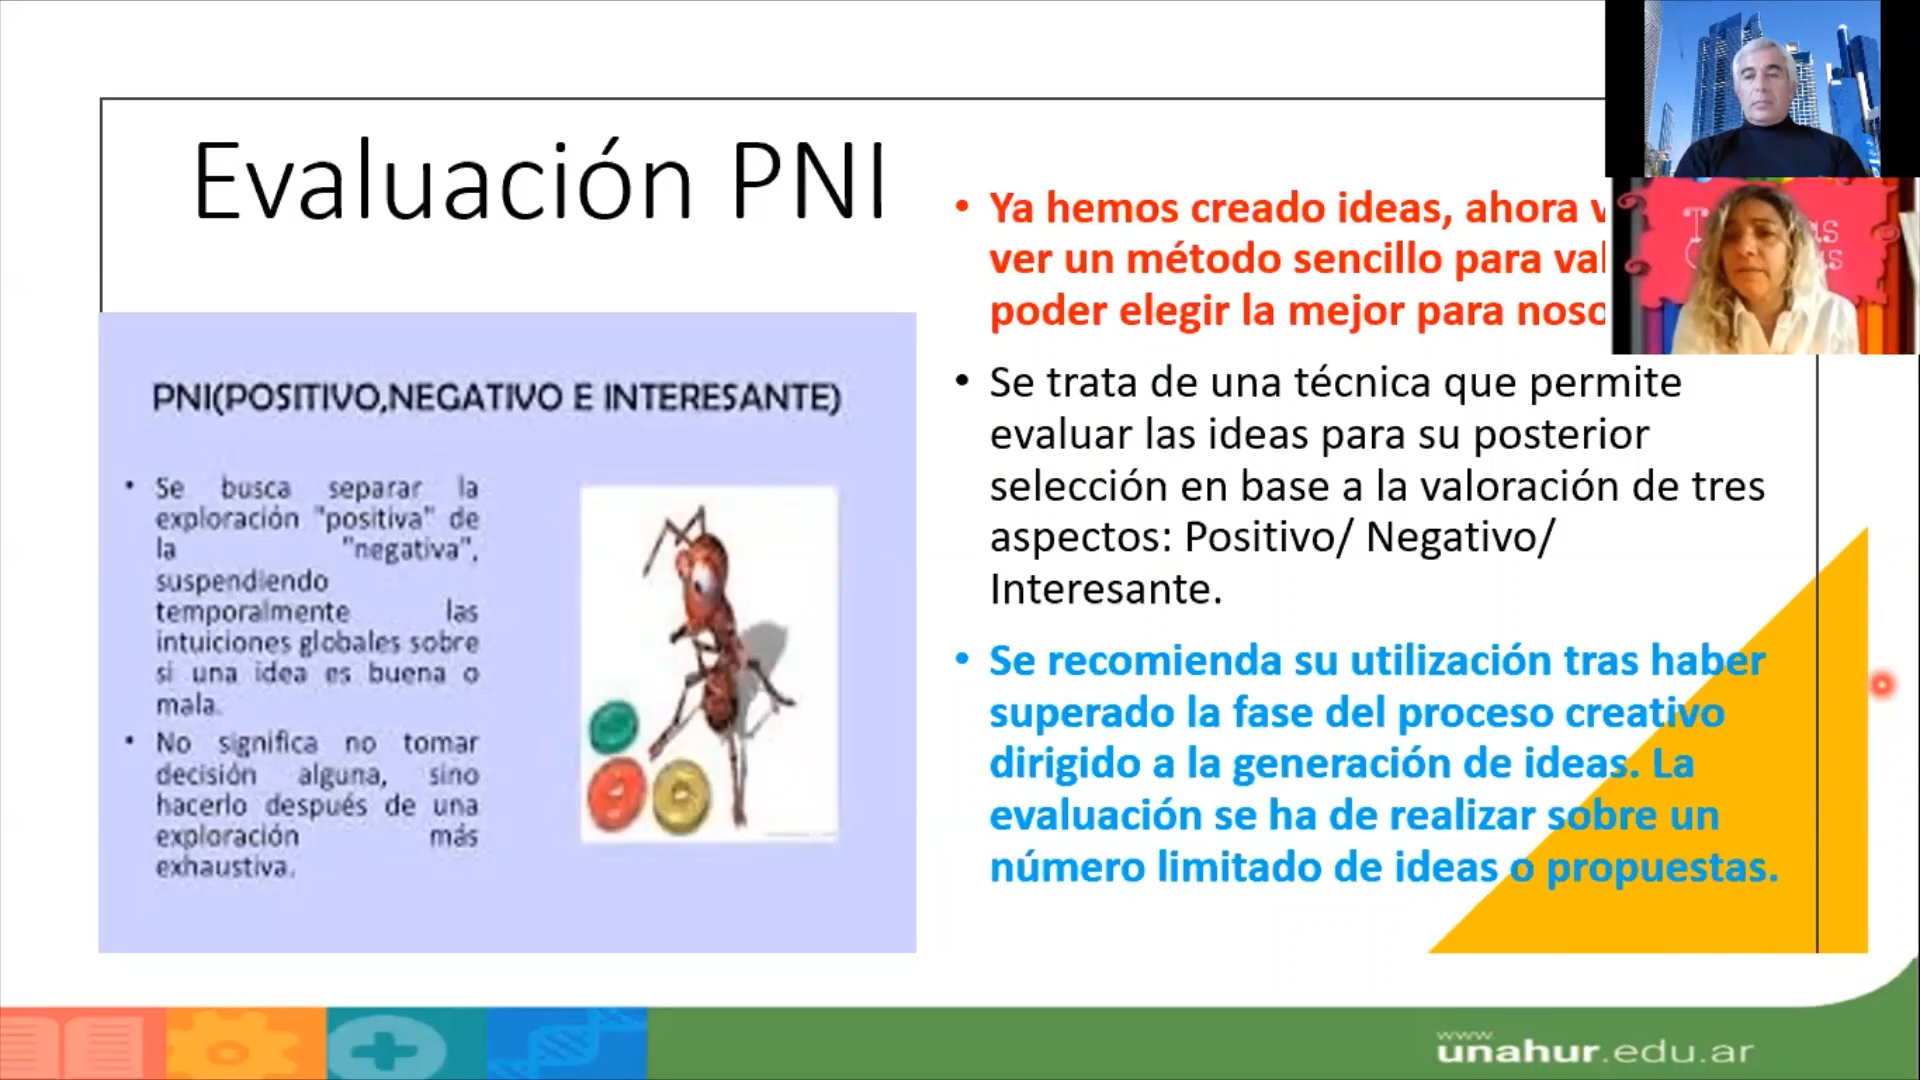 Evaluación PNI
PNI(POSITIVO,NEGATIVO E INTERESANTE)
• Se busca separar la
exploración "positiva" de
la "negativa",
suspendiendo
temporalmente las
intuiciones globales sobre
si una idea es buena o
mala.
• No significa no tomar
decisión alguna, sino
hacerlo después de una
exploración más
exhaustiva.
• Ya hemos creado ideas, ahora
ver un método sencillo para
poder elegir la mejor para
• Se trata de una técnica que permite
evaluar las ideas para su posterior
selección en base a la valoración de tres
aspectos: Positivo/ Negativo/
Interesante.
• Se recomienda su utilización tras haber
superado la fase del proceso creativo
dirigido a la generación de ideas. La
evaluación se ha de realizar sobre un
número limitado de ideas o propuestas.
www
unahur.edu.ar